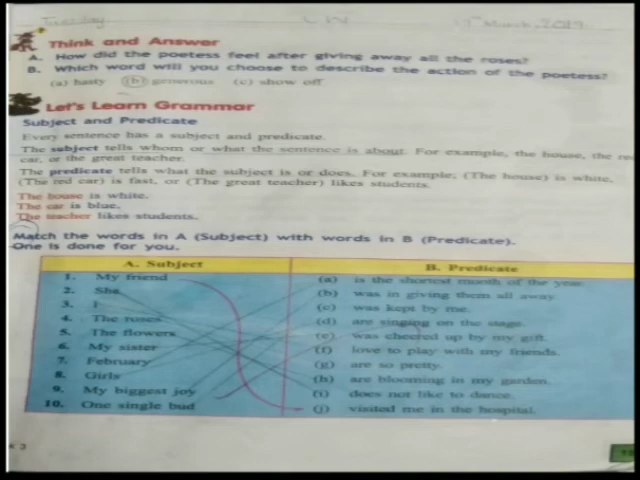 Tuesday CW March, 2019
Think and Answer
A. How did the poetess feel after giving away all the roses?
B. Which word will you choose to describe the action of the poetess?
(a) hasty (b) generous (c) show off
Let's Learn Grammar
Subject and Predicate
Every sentence has a subject and predicate.
The subject tells whom or what the sentence is about. For example, the house, the red
car, or the great teacher.
The predicate tells what the subject is or does. For example, (The house) is white,
(The red car) is fast, or (The great teacher) likes students.
The house is white.
The car is blue.
The teacher likes students.
Match the words in A (Subject) with words in B (Predicate).
One is done for you.
A. Subject B. Predicate
1. My friend (a) is the shortest month of the year.
2. She (b) was in giving them all away.
3. I (c) was kept by me.
4. The roses (d) are singing on the stage.
5. The flowers (e) was cheered up by my gift.
6. My sister (f) love to play with my friends.
7. February (g) are so pretty.
8. Girls (h) are blooming in my garden.
9. My biggest joy (i) does not like to dance.
10. One single bud (j) visited me in the hospital.